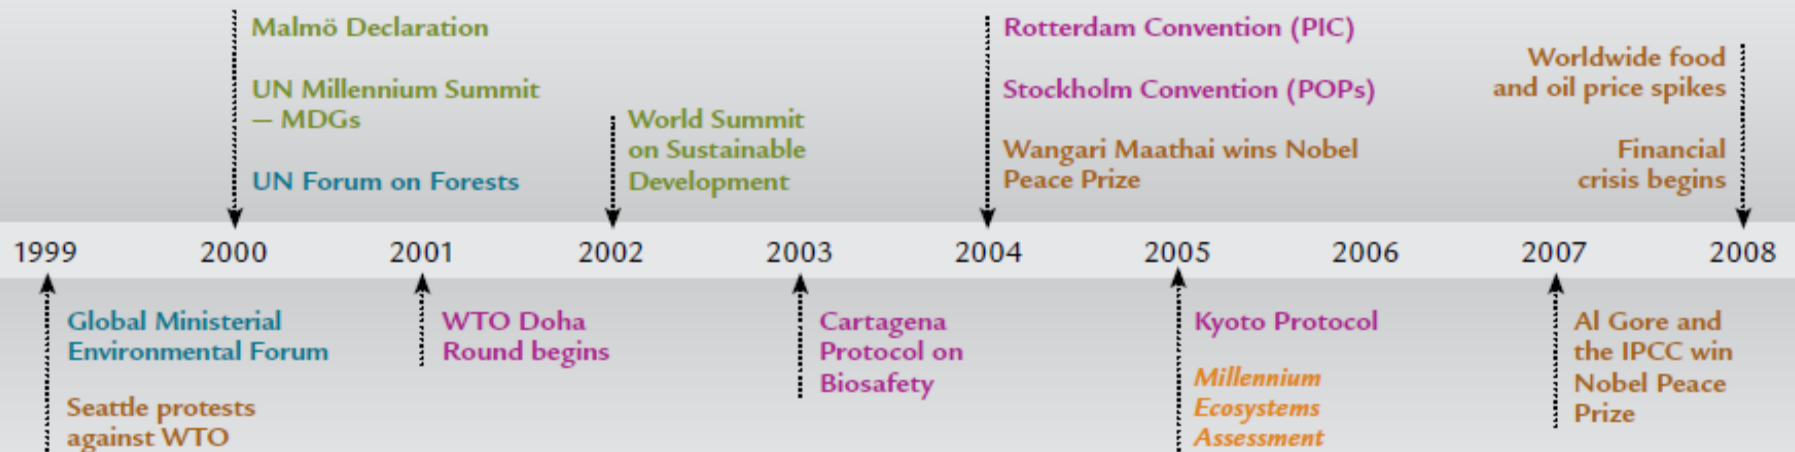 Malmö Declaration
UN Millennium Summit
– MDGs
UN Forum on Forests
World Summit
on Sustainable
Development
Rotterdam Convention (PIC)
Stockholm Convention (POPs)
Wangari Maathai wins Nobel
Peace Prize
Worldwide food
and oil price spikes
Financial
crisis begins
1999 2000 2001 2002 2003 2004 2005 2006 2007 2008
Global Ministerial
Environmental Forum
Seattle protests
against WTO
WTO Doha
Round begins
Cartagena
Protocol on
Biosafety
Kyoto Protocol
Millennium
Ecosystems
Assessment
Al Gore and
the IPCC win
Nobel Peace
Prize